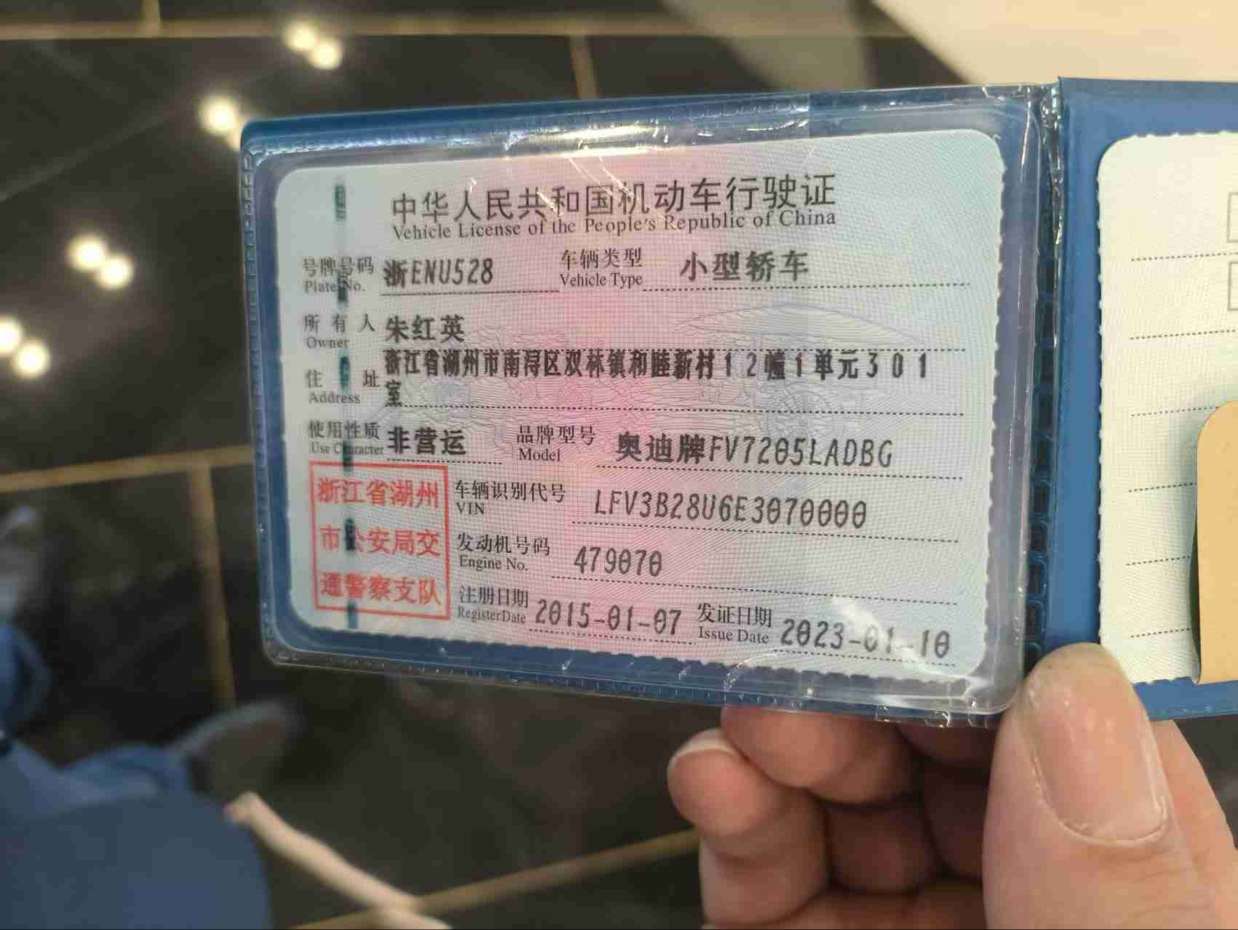 中华人民共和国机动车行驶证
Vehicle License of the People's Republic of China
号牌号码 浙ENU528 车辆类型 小型轿车
Plate No. Vehicle Type
所有人 朱红英
Owner
住址 浙江省湖州市南浔区双林镇和睦新村12幢1单元301
Address 室
使用性质 非营运 品牌型号 奥迪牌FV7205LADBG
Use Character Model
浙江省湖州
市公安局交
通警察支队
车辆识别代号 LFV3B28U6E3070000
VIN
发动机号码 479070
Engine No.
注册日期 2015-01-07 发证日期 2023-01-10
Register Date Issue Date